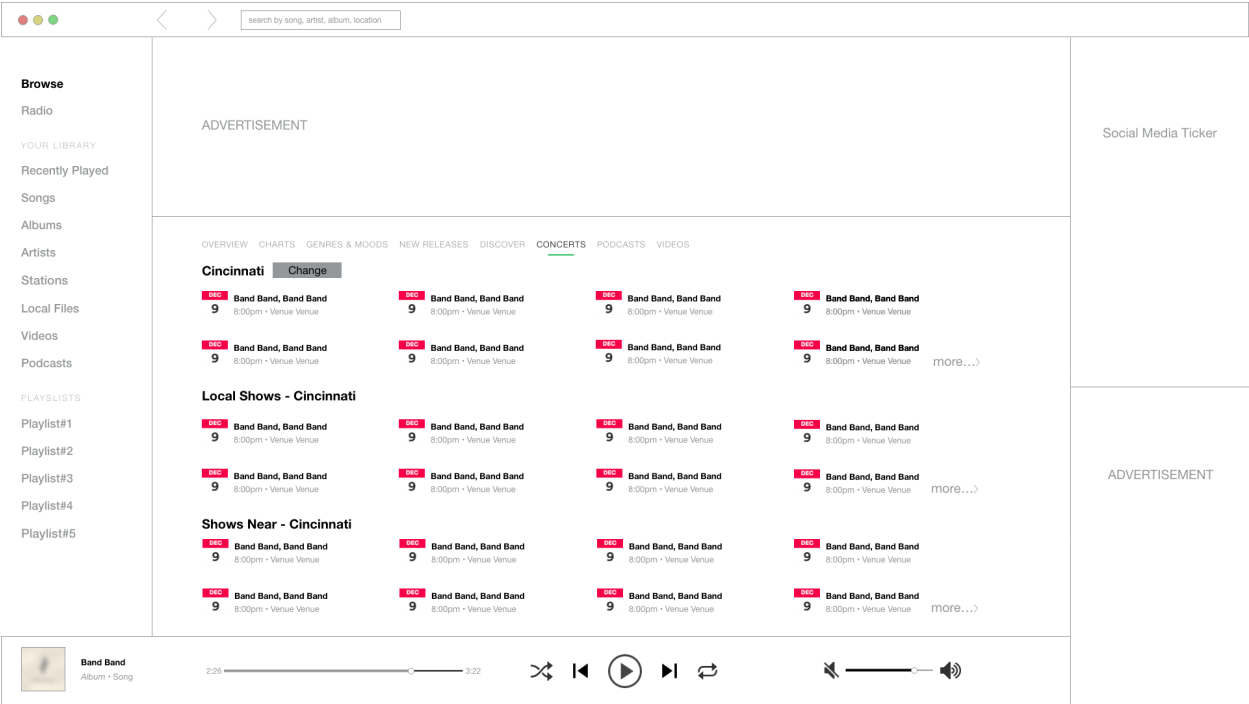 search by song, artist, album, location
Browse
Radio
YOUR LIBRARY
Recently Played
Songs
Albums
Artists
Stations
Local Files
Videos
Podcasts
PLAYSLISTS
Playlist#1
Playlist#2
Playlist#3
Playlist#4
Playlist#5
ADVERTISEMENT
OVERVIEW CHARTS GENRES & MOODS NEW RELEASES DISCOVER CONCERTS PODCASTS VIDEOS
Cincinnati Change
DEC Band Band, Band Band DEC Band Band, Band Band DEC Band Band, Band Band DEC Band Band, Band Band
9 8:00pm • Venue Venue 9 8:00pm • Venue Venue 9 8:00pm • Venue Venue 9 8:00pm • Venue Venue
DEC Band Band, Band Band DEC Band Band, Band Band DEC Band Band, Band Band DEC Band Band, Band Band
9 8:00pm • Venue Venue 9 8:00pm • Venue Venue 9 8:00pm • Venue Venue 9 8:00pm • Venue Venue more...
Local Shows - Cincinnati
DEC Band Band, Band Band DEC Band Band, Band Band DEC Band Band, Band Band DEC Band Band, Band Band
9 8:00pm • Venue Venue 9 8:00pm • Venue Venue 9 8:00pm • Venue Venue 9 8:00pm • Venue Venue
DEC Band Band, Band Band DEC Band Band, Band Band DEC Band Band, Band Band DEC Band Band, Band Band
9 8:00pm • Venue Venue 9 8:00pm • Venue Venue 9 8:00pm • Venue Venue 9 8:00pm • Venue Venue more...
Shows Near - Cincinnati
DEC Band Band, Band Band DEC Band Band, Band Band DEC Band Band, Band Band DEC Band Band, Band Band
9 8:00pm • Venue Venue 9 8:00pm • Venue Venue 9 8:00pm • Venue Venue 9 8:00pm • Venue Venue
DEC Band Band, Band Band DEC Band Band, Band Band DEC Band Band, Band Band DEC Band Band, Band Band
9 8:00pm • Venue Venue 9 8:00pm • Venue Venue 9 8:00pm • Venue Venue 9 8:00pm • Venue Venue more...
Social Media Ticker
ADVERTISEMENT
Band Band
Album • Song
2:26 3:22